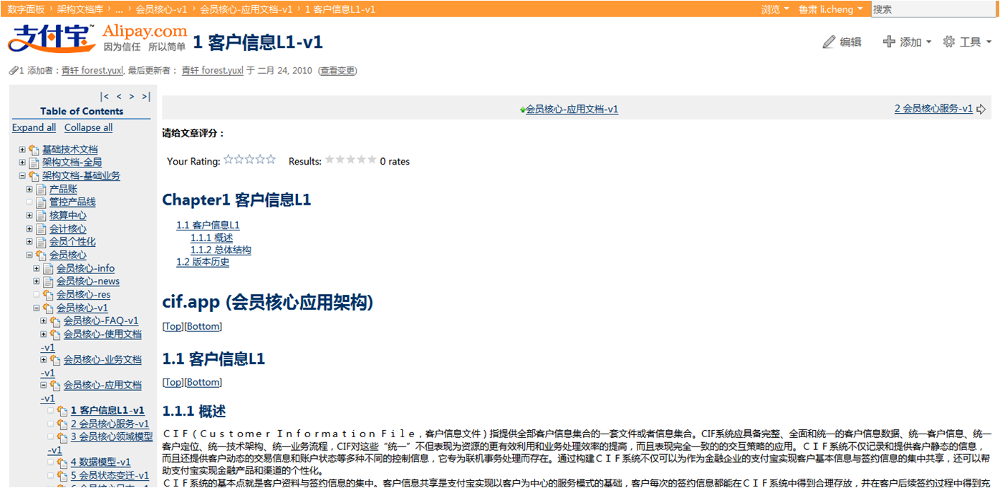 数字面板 › 架构文档库 › ... › 会员核心-v1 › 会员核心-应用文档-v1 › 1 客户信息L1-v1 浏览 鲁肃 li.cheng 搜索
支付宝™ Alipay.com
因为信任 所以简单
1 客户信息L1-v1
编辑 添加 工具
1 添加者：青轩 forest.yuxl, 最后更新者： 青轩 forest.yuxl 于 二月 24, 2010 (查看变更)
|< < > >|
Table of Contents
Expand all Collapse all
基础技术文档
架构文档-全局
架构文档-基础业务
产品账
管控产品线
核算中心
会计核心
会员个性化
会员核心
会员核心-info
会员核心-news
会员核心-res
会员核心-v1
会员核心-FAQ-v1
会员核心-使用文档
-v1
会员核心-业务文档
-v1
会员核心-应用文档
-v1
1 客户信息L1-v1
2 会员核心服务-v1
3 会员核心领域模型
-v1
4 数据模型-v1
5 会员状态变迁-v1
会员核心-应用文档-v1 2 会员核心服务-v1
请给文章评分：
Your Rating: Results: 0 rates
Chapter1 客户信息L1
1.1 客户信息L1
1.1.1 概述
1.1.2 总体结构
1.2 版本历史
cif.app (会员核心应用架构)
[Top][Bottom]
1.1 客户信息L1
[Top][Bottom]
1.1.1 概述
ＣＩＦ（Ｃｕｓｔｏｍｅｒ Ｉｎｆｏｒｍａｔｉｏｎ Ｆｉｌｅ，客户信息文件）指提供全部客户信息集合的一套文件或者信息集合。CIF系统应具备完整、全面和统一的客户信息数据、统一客户信息、统一
客户定位、统一技术架构、统一业务流程，CIF对这些“统一”不但表现为资源的更有效利用和业务处理效率的提高，而且表现完全一致的的交互策略的应用。ＣＩＦ系统不仅记录和提供客户静态的信息，
而且还提供客户动态的交易信息和账户状态等多种不同的控制信息，它专为联机事务处理而存在。通过构建ＣＩＦ系统不仅可以为作为金融企业的支付宝实现客户基本信息与签约信息的集中共享，还可以帮
助支付宝实现金融产品和渠道的个性化。
ＣＩＦ系统的基本点就是客户资料与签约信息的集中。客户信息共享是支付宝实现以客户为中心的服务模式的基础，客户每次的签约信息都能在ＣＩＦ系统中得到合理存放，并在客户后续签约过程中得到充